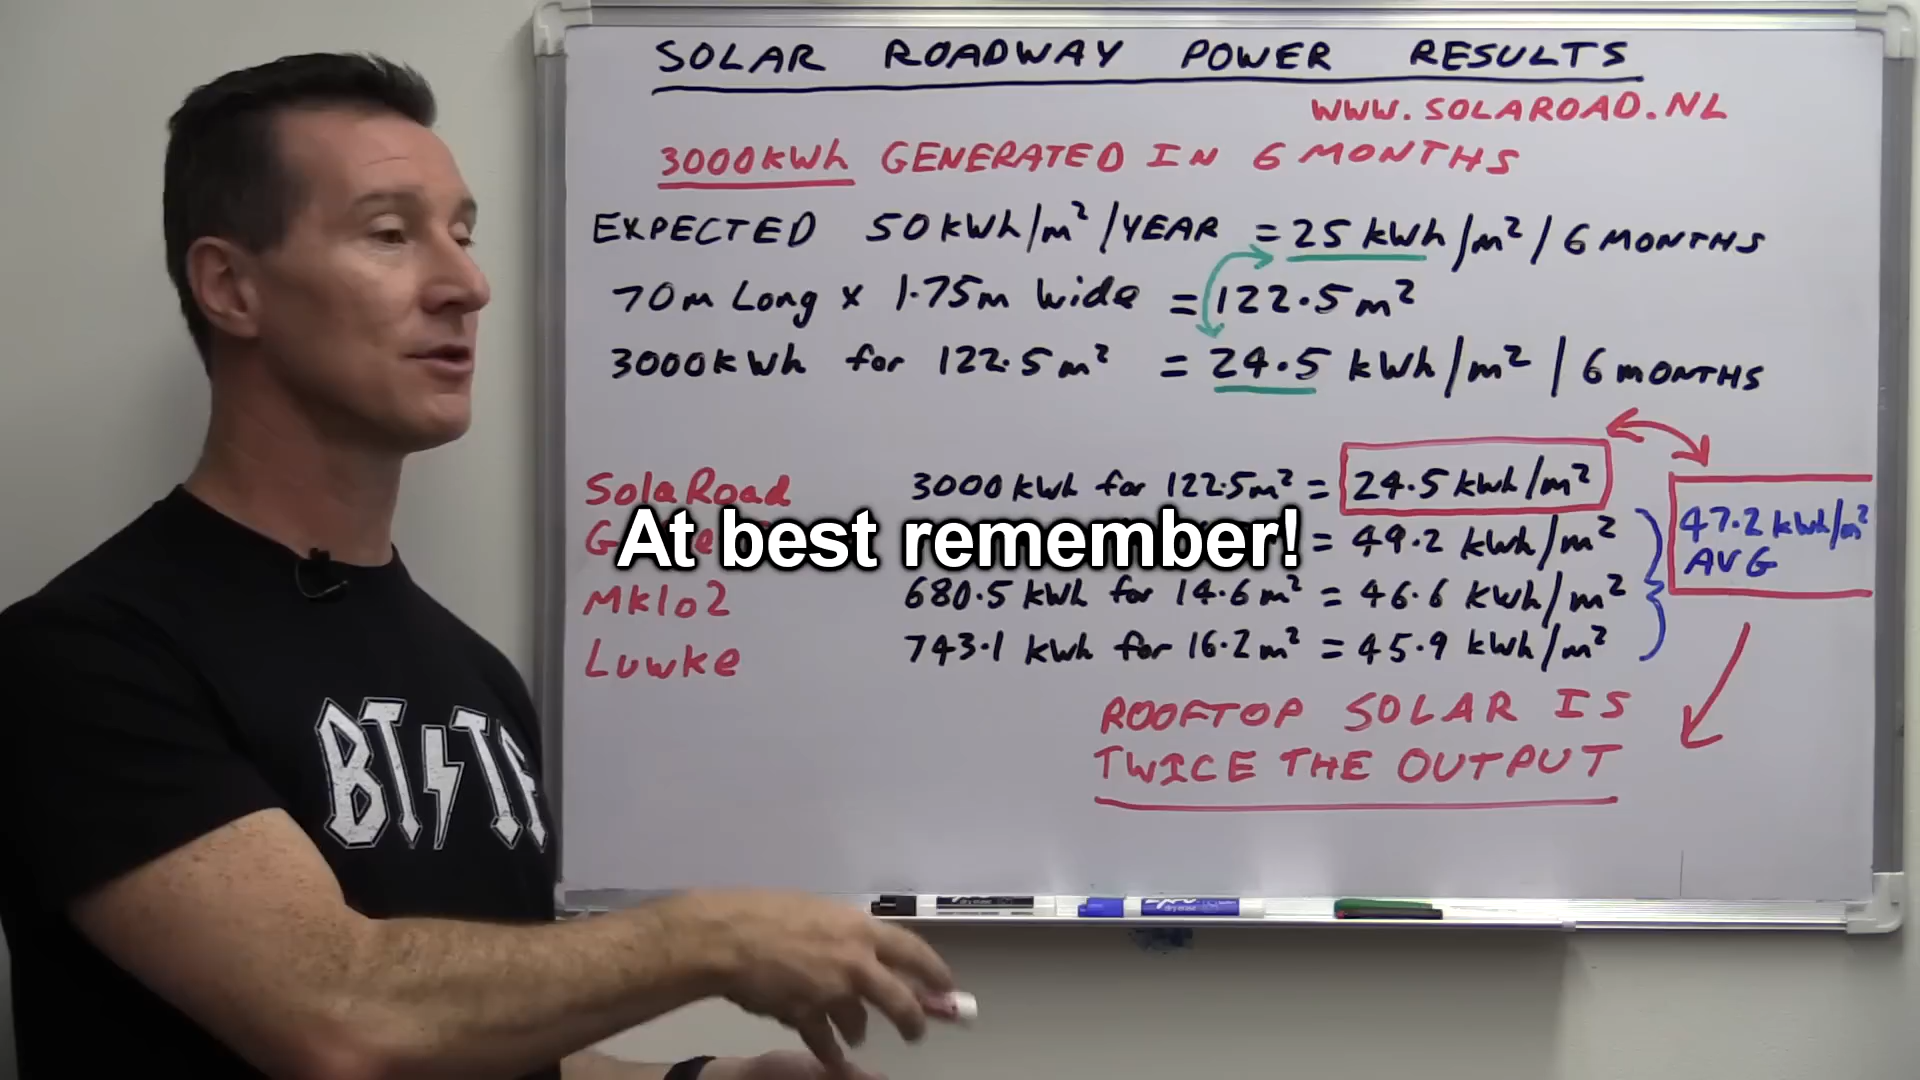 SOLAR ROADWAY POWER RESULTS
WWW.SOLAROAD.NL
3000kWh GENERATED IN 6 MONTHS
EXPECTED 50kWh/m²/YEAR = 25 kWh/m²/6 MONTHS
70m Long x 1.75m Wide = 122.5m²
3000kWh for 122.5m² = 24.5 kWh/m²/6 MONTHS
SolaRoad 3000kWh for 122.5m² = 24.5 kWh/m²
= 49.2 kWh/m²
47.2 kWh/m²
AVG
At best remember!
Mklo2 680.5 kWh for 14.6m² = 46.6 kWh/m²
Luwke 743.1 kWh for 16.2m² = 45.9 kWh/m²
ROOFTOP SOLAR IS
TWICE THE OUTPUT